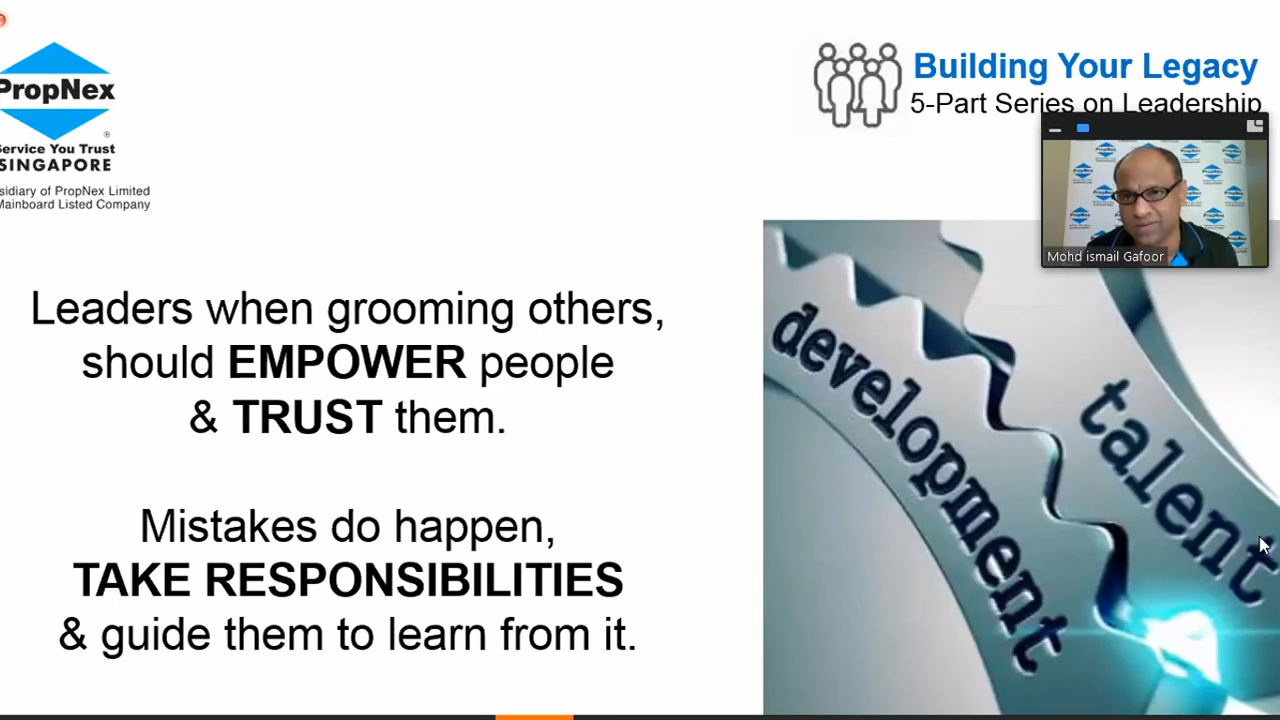 PropNex
®
Service You Trust
SINGAPORE
sidiary of PropNex Limited
Mainboard Listed Company
Building Your Legacy
5-Part Series on Leadership
Mohd ismail Gafoor
Leaders when grooming others,
should EMPOWER people
& TRUST them.
Mistakes do happen,
TAKE RESPONSIBILITIES
& guide them to learn from it.
development
talent